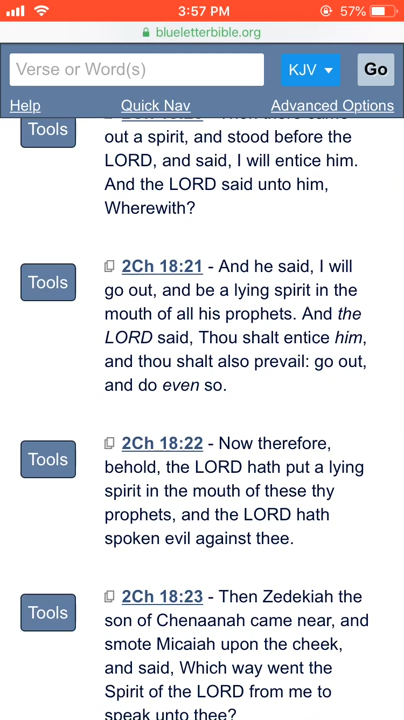 3:57 PM
57%
blueletterbible.org
Verse or Word(s)
KJV
Go
Help
Quick Nav
Advanced Options
Tools
out a spirit, and stood before the
LORD, and said, I will entice him.
And the LORD said unto him,
Wherewith?
Tools
2Ch 18:21 - And he said, I will
go out, and be a lying spirit in the
mouth of all his prophets. And the
LORD said, Thou shalt entice him,
and thou shalt also prevail: go out,
and do even so.
Tools
2Ch 18:22 - Now therefore,
behold, the LORD hath put a lying
spirit in the mouth of these thy
prophets, and the LORD hath
spoken evil against thee.
Tools
2Ch 18:23 - Then Zedekiah the
son of Chenaanah came near, and
smote Micaiah upon the cheek,
and said, Which way went the
Spirit of the LORD from me to
speak unto thee?